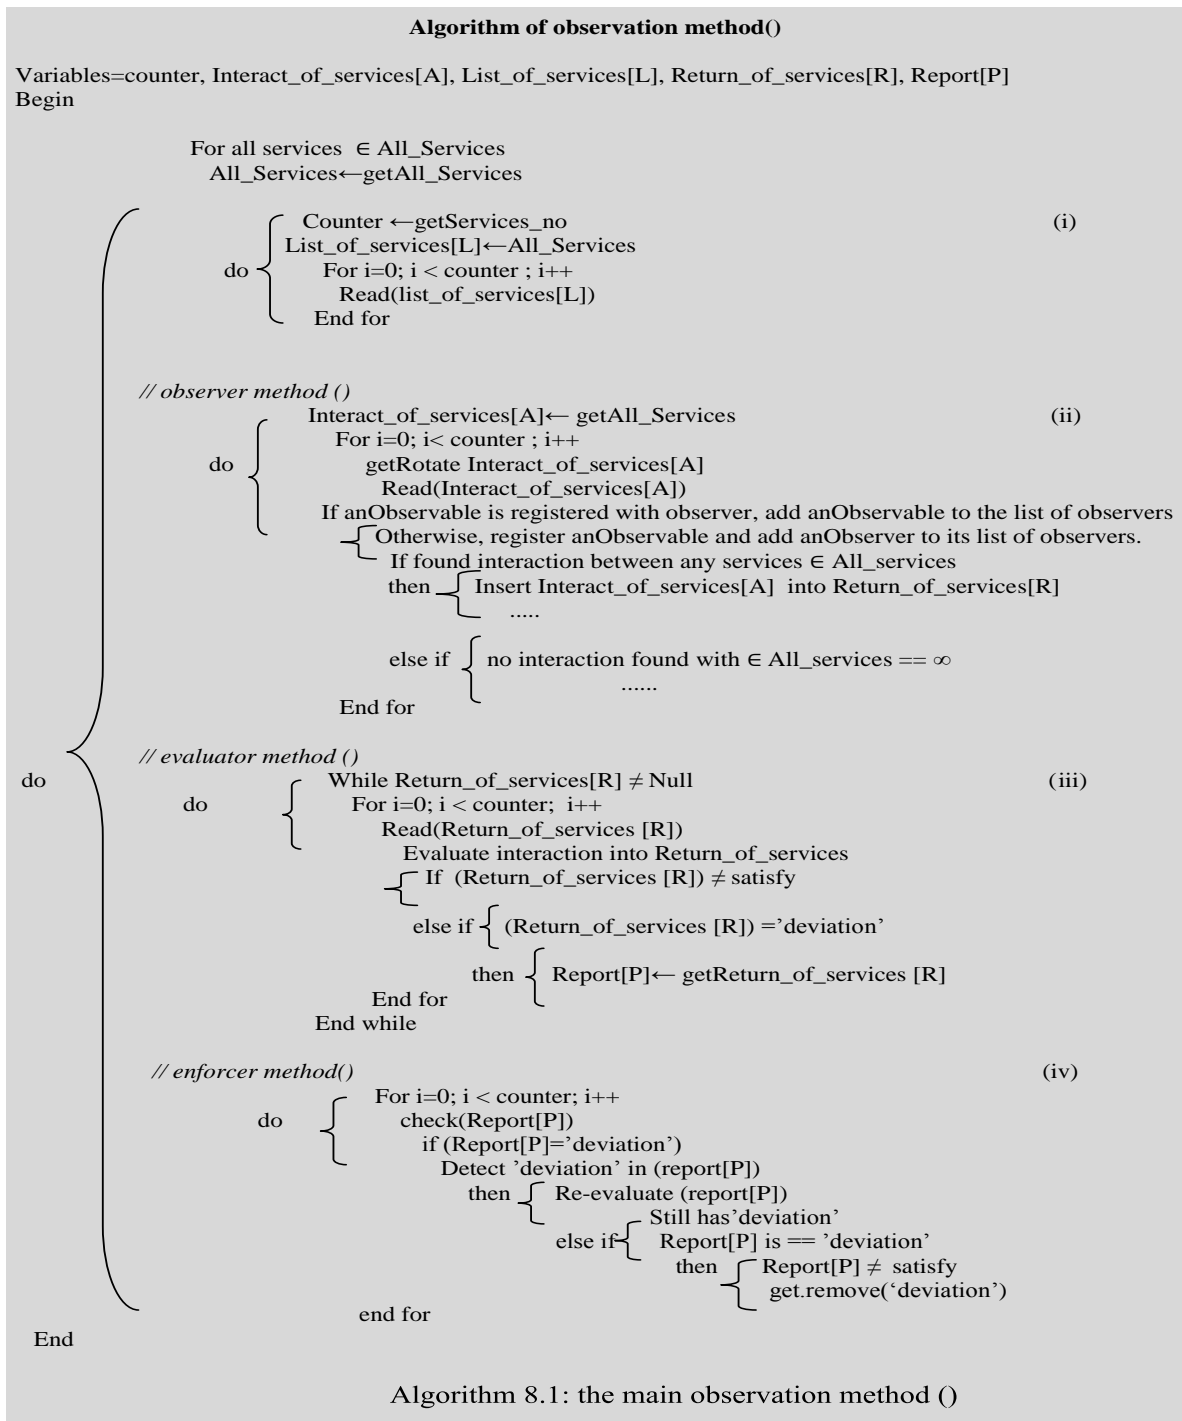 Algorithm of observation method()
Variables=counter, Interact_of_services[A], List_of_services[L], Return_of_services[R], Report[P]
Begin
For all services ∈ All_Services
All_Services←getAll_Services
Counter ←getServices_no (i)
List_of_services[L]←All_Services
do For i=0; i < counter ; i++
Read(list_of_services[L])
End for
// observer method ()
Interact_of_services[A]← getAll_Services (ii)
For i=0; i< counter ; i++
do getRotate Interact_of_services[A]
Read(Interact_of_services[A])
If anObservable is registered with observer, add anObservable to the list of observers
Otherwise, register anObservable and add anObserver to its list of observers.
If found interaction between any services ∈ All_services
then Insert Interact_of_services[A] into Return_of_services[R]
.....
else if no interaction found with ∈ All_services == ∞
......
End for
// evaluator method ()
do While Return_of_services[R] ≠ Null (iii)
do For i=0; i < counter; i++
Read(Return_of_services [R])
Evaluate interaction into Return_of_services
If (Return_of_services [R]) ≠ satisfy
else if (Return_of_services [R]) =’deviation’
then Report[P]← getReturn_of_services [R]
End for
End while
// enforcer method() (iv)
For i=0; i < counter; i++
do check(Report[P])
if (Report[P]=’deviation’)
Detect ’deviation’ in (report[P])
then Re-evaluate (report[P])
Still has’deviation’
else if Report[P] is == ’deviation’
then Report[P] ≠ satisfy
get.remove(‘deviation’)
end for
End
Algorithm 8.1: the main observation method ()